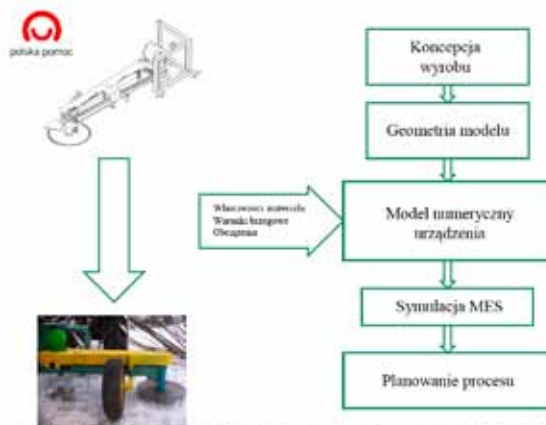 polska pomoc
Koncepcja
wyrobu
Geometria modelu
Właściwości materiału
Warunki brzegowe
Obciążenia
Model numeryczny
urządzenia
Symulacja MES
Planowanie procesu